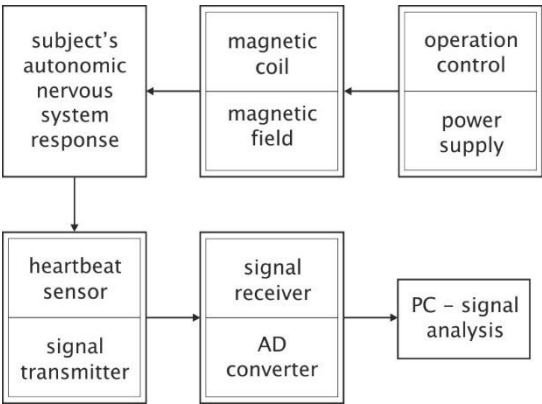 subject's
autonomic
nervous
system
response
magnetic
coil
magnetic
field
operation
control
power
supply
heartbeat
sensor
signal
transmitter
signal
receiver
AD
converter
PC – signal
analysis